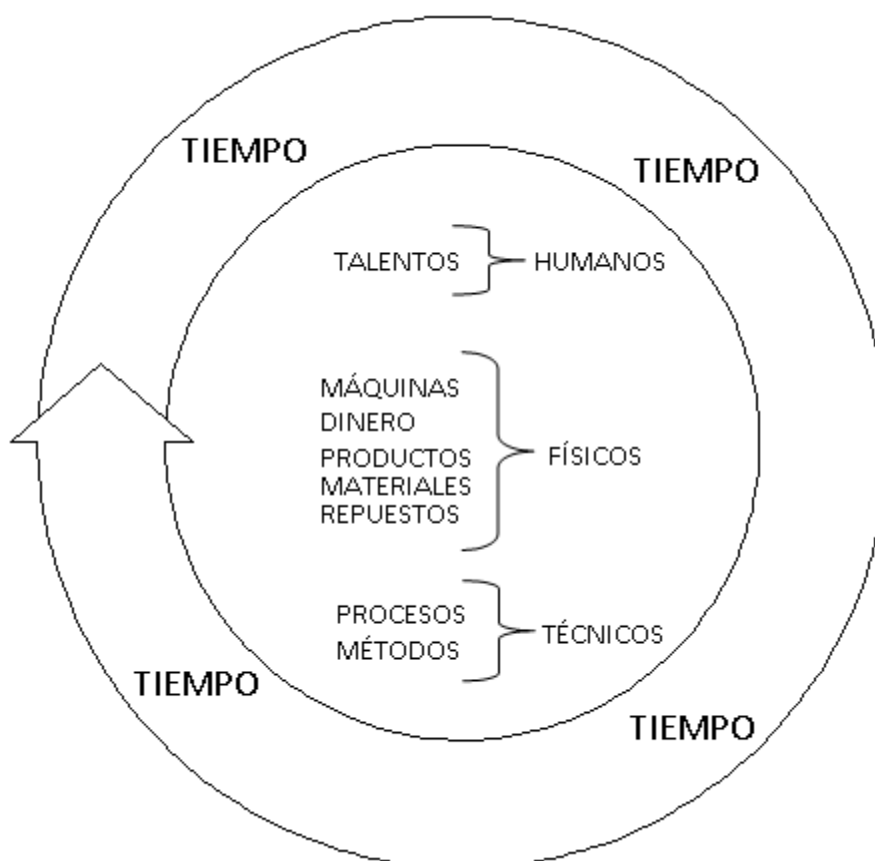 TIEMPO
TIEMPO
TALENTOS
HUMANOS
MÁQUINAS
DINERO
PRODUCTOS
MATERIALES
REPUESTOS
FÍSICOS
PROCESOS
MÉTODOS
TÉCNICOS
TIEMPO
TIEMPO